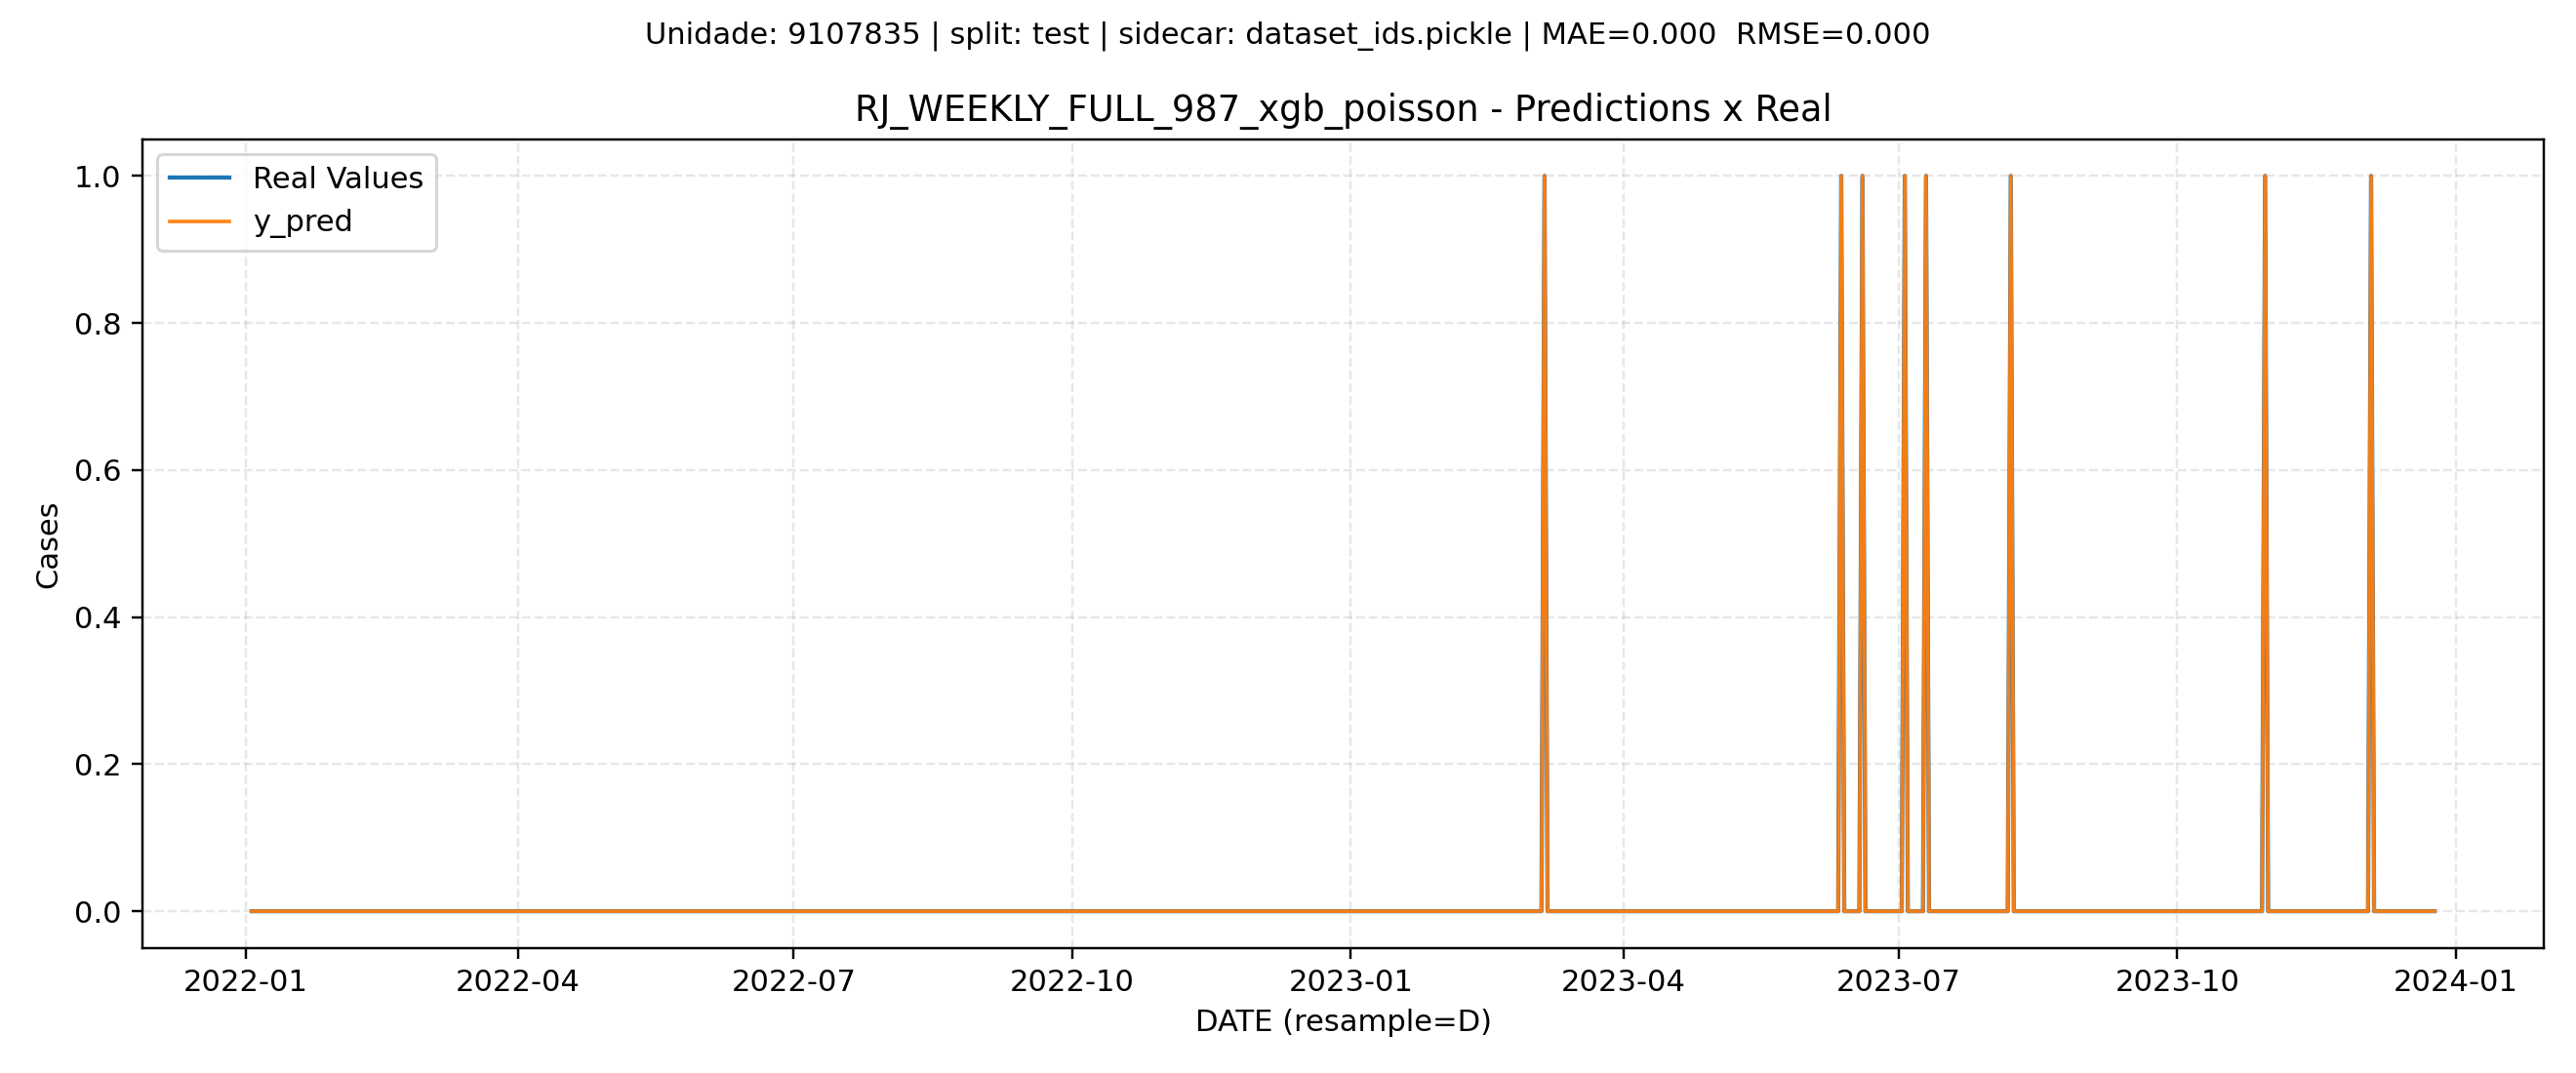 Unidade: 9107835 | split: test | sidecar: dataset_ids.pickle | MAE=0.000  RMSE=0.000
RJ_WEEKLY_FULL_987_xgb_poisson - Predictions x Real
Real Values
y_pred
1.0
0.8
0.6
0.4
0.2
0.0
Cases
2022-01 2022-04 2022-07 2022-10 2023-01 2023-04 2023-07 2023-10 2024-01
DATE (resample=D)